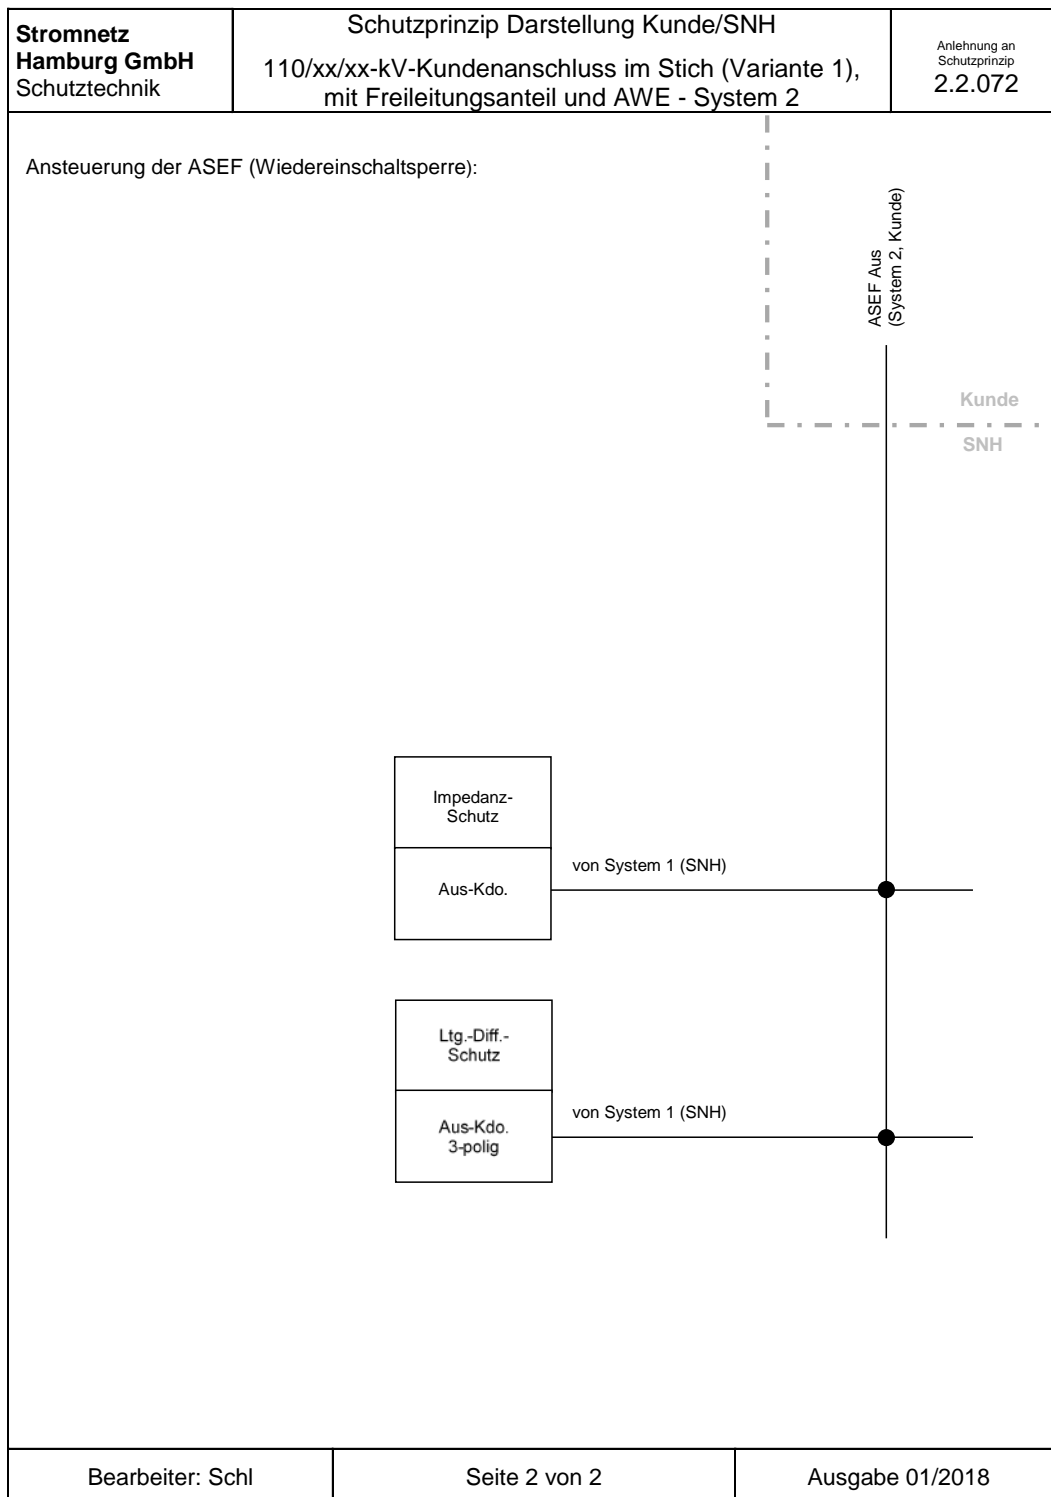 Stromnetz
Hamburg GmbH
Schutztechnik
Schutzprinzip Darstellung Kunde/SNH
110/xx/xx-kV-Kundenanschluss im Stich (Variante 1),
mit Freileitungsanteil und AWE - System 2
Anlehnung an
Schutzprinzip
2.2.072
Ansteuerung der ASEF (Wiedereinschaltsperre):
ASEF Aus
(System 2, Kunde)
Kunde
SNH
Impedanz-
Schutz
von System 1 (SNH)
Aus-Kdo.
Ltg.-Diff.-
Schutz
von System 1 (SNH)
Aus-Kdo.
3-polig
Bearbeiter: Schl
Seite 2 von 2
Ausgabe 01/2018